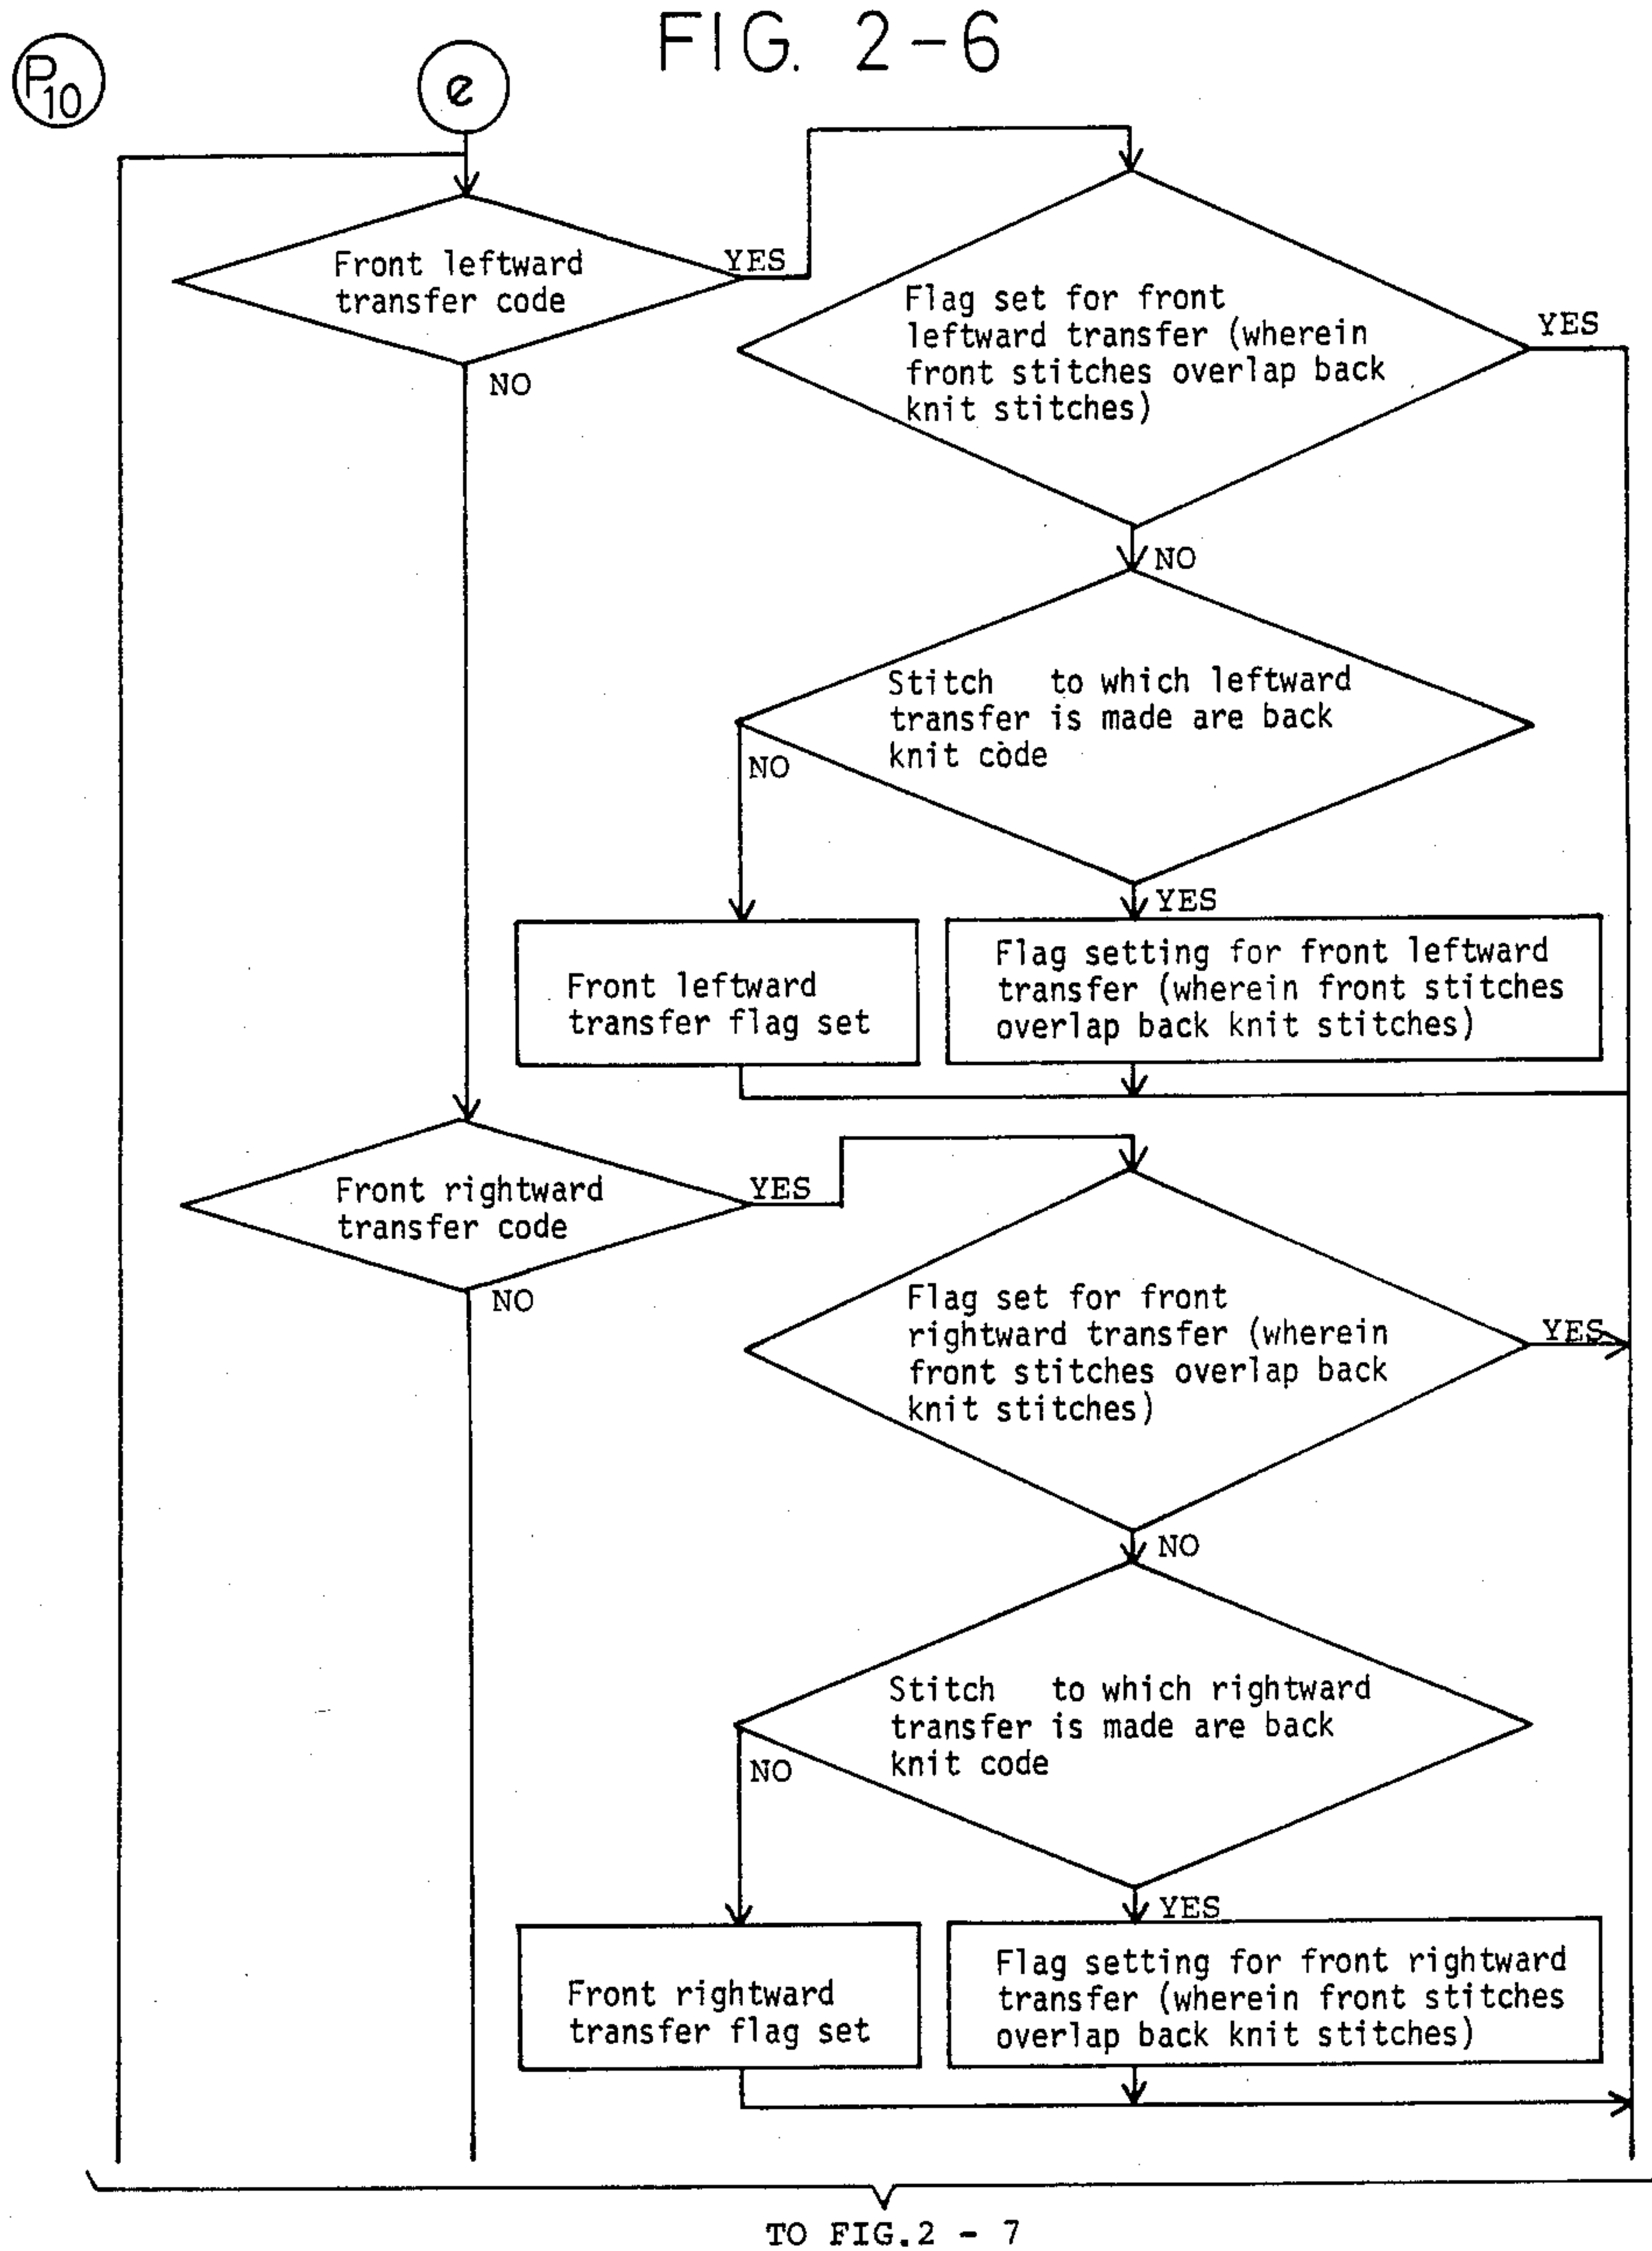 FIG. 2-6
P10
e
Front leftward
transfer code
YES
NO
Flag set for front
leftward transfer (wherein
front stitches overlap back
knit stitches)
YES
NO
Stitch to which leftward
transfer is made are back
knit code
NO
YES
Front leftward
transfer flag set
Flag setting for front leftward
transfer (wherein front stitches
overlap back knit stitches)
Front rightward
transfer code
YES
NO
Flag set for front
rightward transfer (wherein
front stitches overlap back
knit stitches)
YES
NO
Stitch to which rightward
transfer is made are back
knit code
NO
YES
Front rightward
transfer flag set
Flag setting for front rightward
transfer (wherein front stitches
overlap back knit stitches)
TO FIG.2 - 7